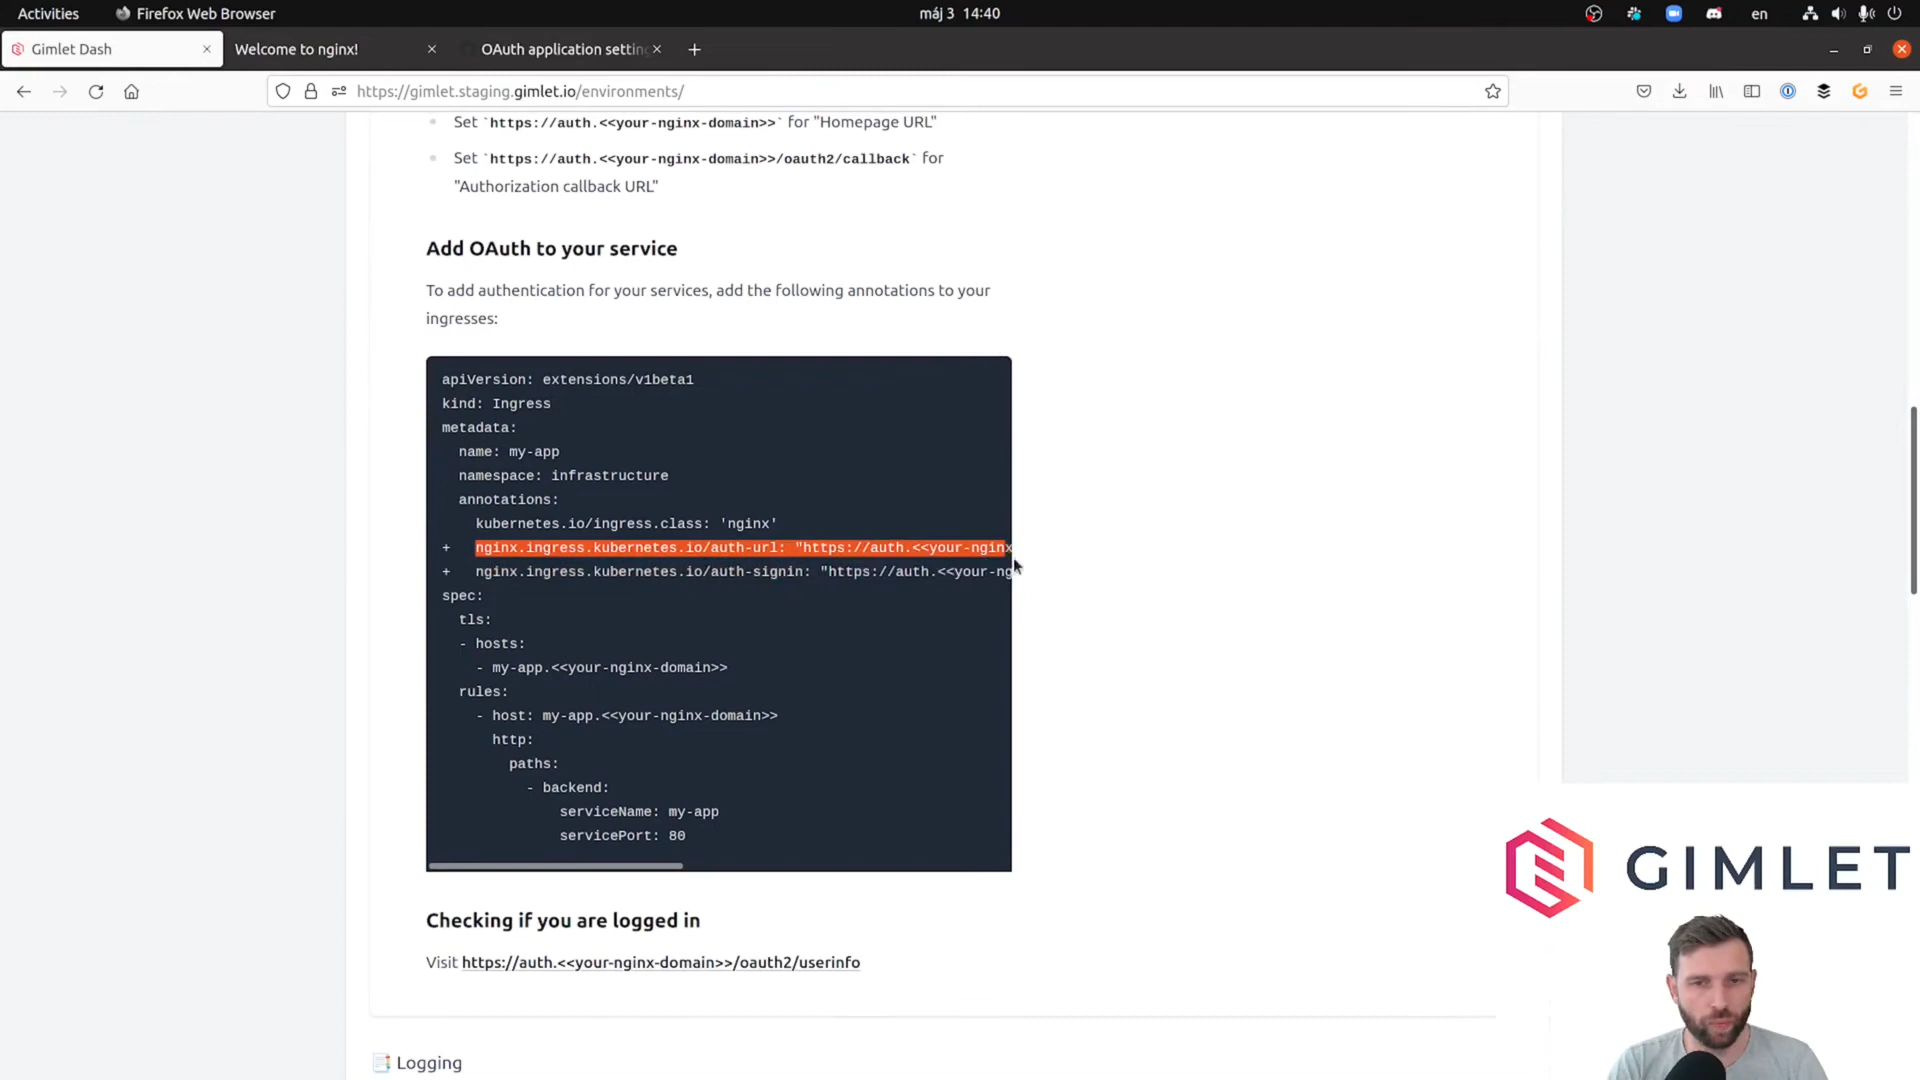 Activities
Firefox Web Browser
máj 3 14:40
en
Gimlet Dash
Welcome to nginx!
OAuth application settin
https://gimlet.staging.gimlet.io/environments/
Set `https://auth.<<your-nginx-domain>>` for "Homepage URL"
Set `https://auth.<<your-nginx-domain>>/oauth2/callback` for
"Authorization callback URL"
Add OAuth to your service
To add authentication for your services, add the following annotations to your
ingresses:
apiVersion: extensions/v1beta1
kind: Ingress
metadata:
name: my-app
namespace: infrastructure
annotations:
kubernetes.io/ingress.class: 'nginx'
+ nginx.ingress.kubernetes.io/auth-url: "https://auth.<<your-nginx
+ nginx.ingress.kubernetes.io/auth-signin: "https://auth.<<your-ng
spec:
tls:
- hosts:
- my-app.<<your-nginx-domain>>
rules:
- host: my-app.<<your-nginx-domain>>
http:
paths:
- backend:
serviceName: my-app
servicePort: 80
Checking if you are logged in
Visit https://auth.<<your-nginx-domain>>/oauth2/userinfo
Logging
GIMLET